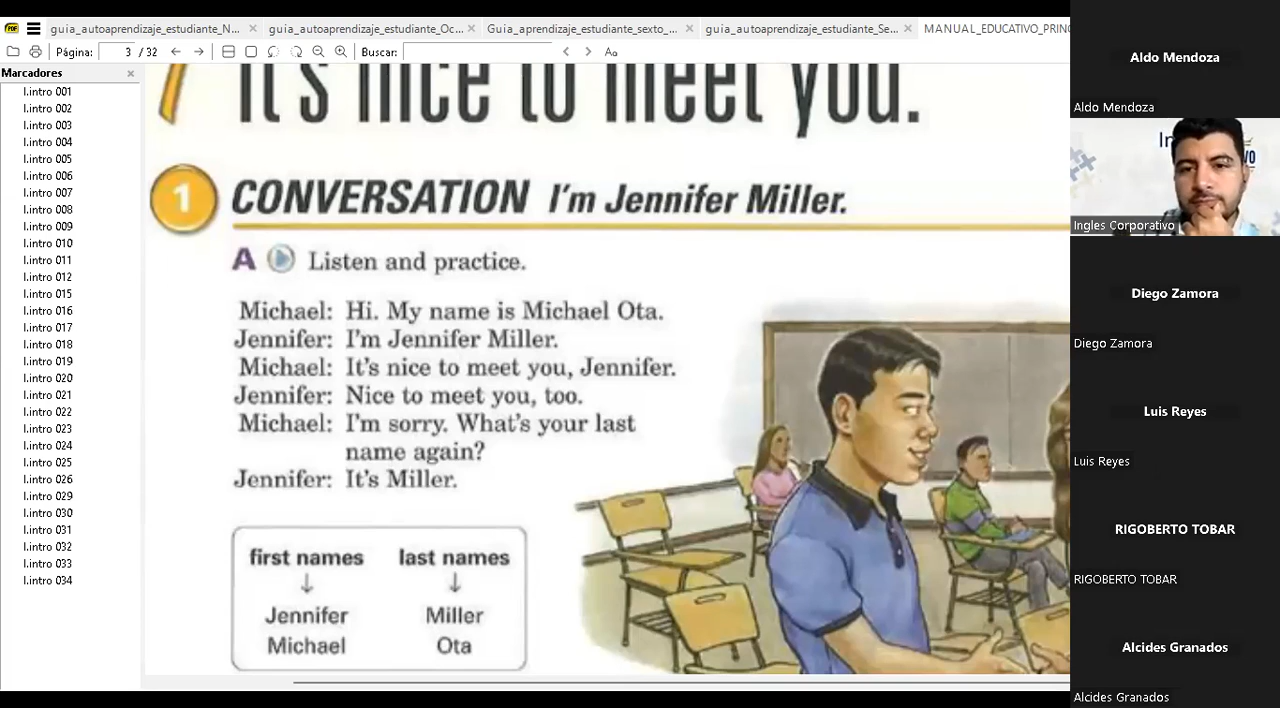 guia_autoaprendizaje_estudiante_N...
guia_autoaprendizaje_estudiante_Oc...
Guia_aprendizaje_estudiante_sexto_...
guia_autoaprendizaje_estudiante_Se...
MANUAL_EDUCATIVO_PRINC
Página: 3 / 32
Buscar:
Aa
Marcadores
I.intro 001
I.intro 002
I.intro 003
I.intro 004
I.intro 005
I.intro 006
I.intro 007
I.intro 008
I.intro 009
I.intro 010
I.intro 011
I.intro 012
I.intro 015
I.intro 016
I.intro 017
I.intro 018
I.intro 019
I.intro 020
I.intro 021
I.intro 022
I.intro 023
I.intro 024
I.intro 025
I.intro 026
I.intro 029
I.intro 030
I.intro 031
I.intro 032
I.intro 033
I.intro 034
It's nice to meet you.
1 CONVERSATION I'm Jennifer Miller.
A Listen and practice.
Michael: Hi. My name is Michael Ota.
Jennifer: I'm Jennifer Miller.
Michael: It's nice to meet you, Jennifer.
Jennifer: Nice to meet you, too.
Michael: I'm sorry. What's your last
name again?
Jennifer: It's Miller.
first names last names
Jennifer Miller
Michael Ota
Aldo Mendoza
Aldo Mendoza
Ingles Corporativo
Diego Zamora
Diego Zamora
Luis Reyes
Luis Reyes
RIGOBERTO TOBAR
RIGOBERTO TOBAR
Alcides Granados
Alcides Granados